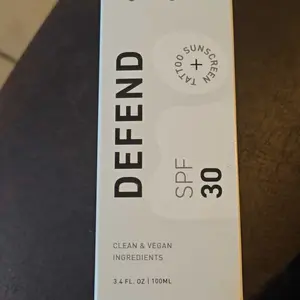 DEFEND
TATTOO SUNSCREEN +
SPF
30
CLEAN & VEGAN
INGREDIENTS
3.4 FL. OZ | 100ML